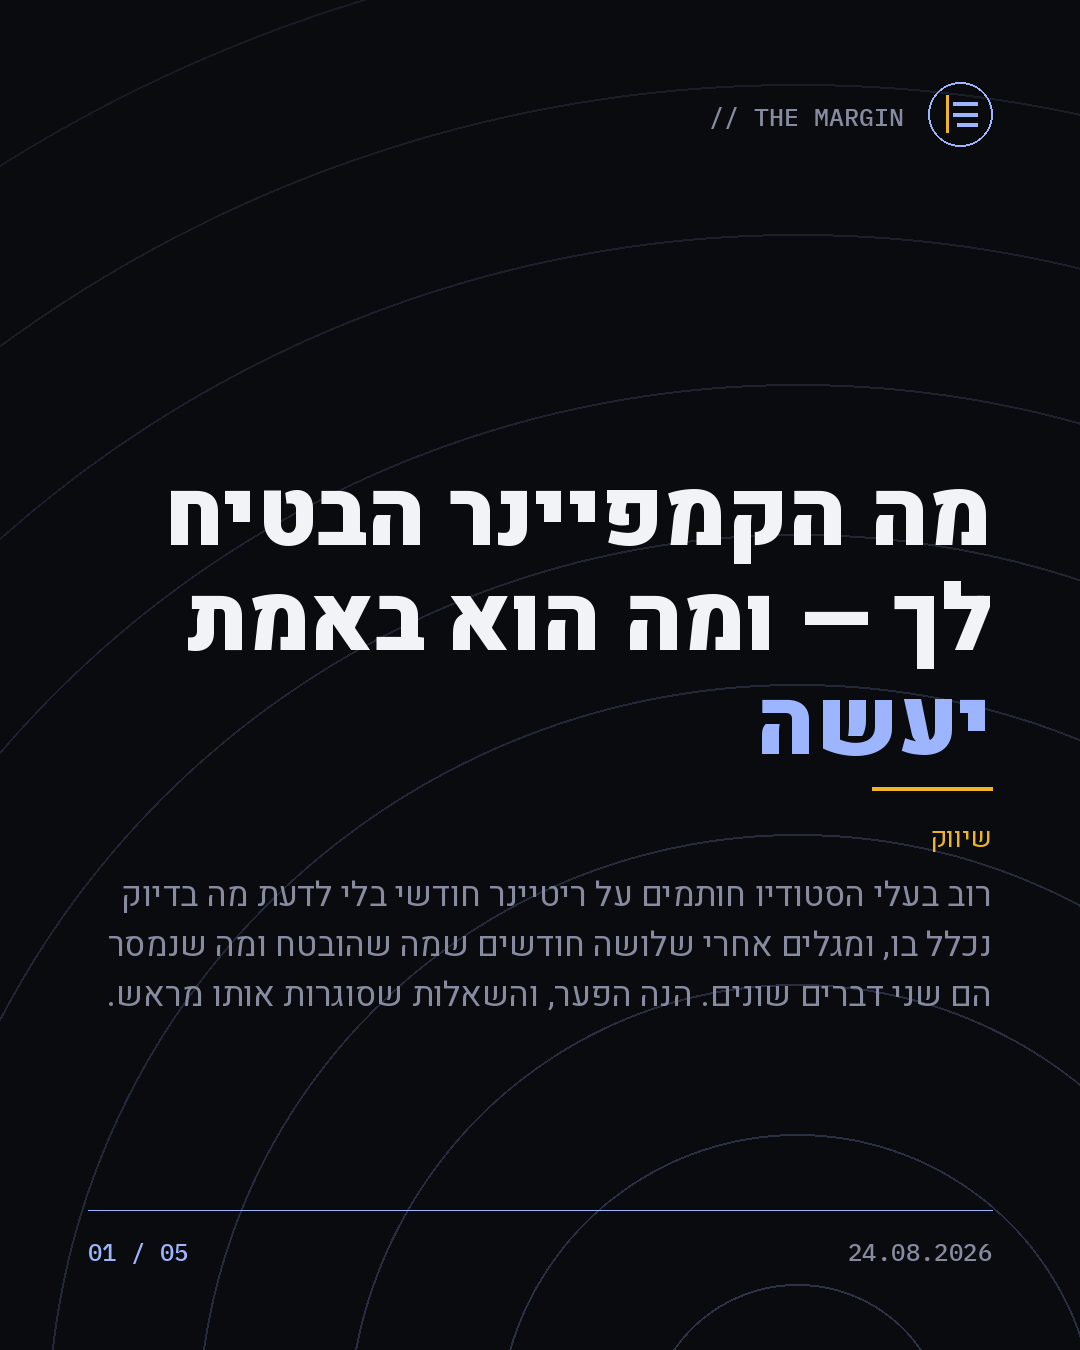 // THE MARGIN
מה הקמפיינר הבטיח
לך — ומה הוא באמת
יעשה
שיווק
רוב בעלי הסטודיו חותמים על ריטיינר חודשי בלי לדעת מה בדיוק
נכלל בו, ומגלים אחרי שלושה חודשים שמה שהובטח ומה שנמסר
הם שני דברים שונים. הנה הפער, והשאלות שסוגרות אותו מראש.
01 / 05
24.08.2026